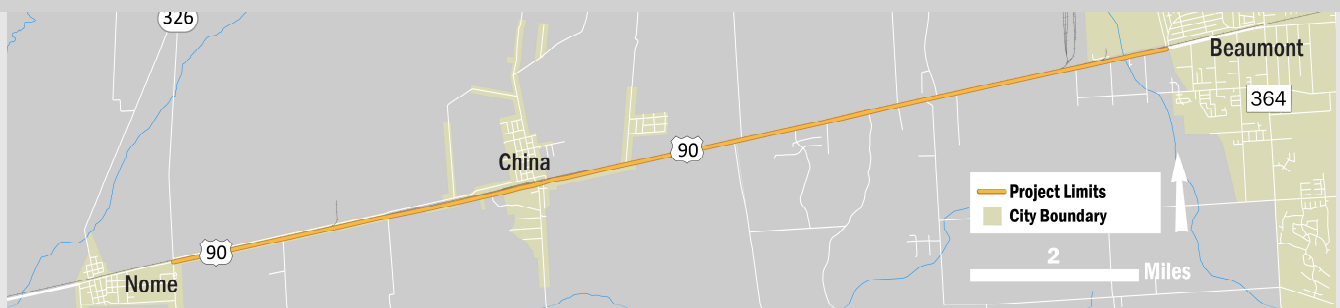 326
Beaumont
364
90
China
Project Limits
City Boundary
90
2
Miles
Nome